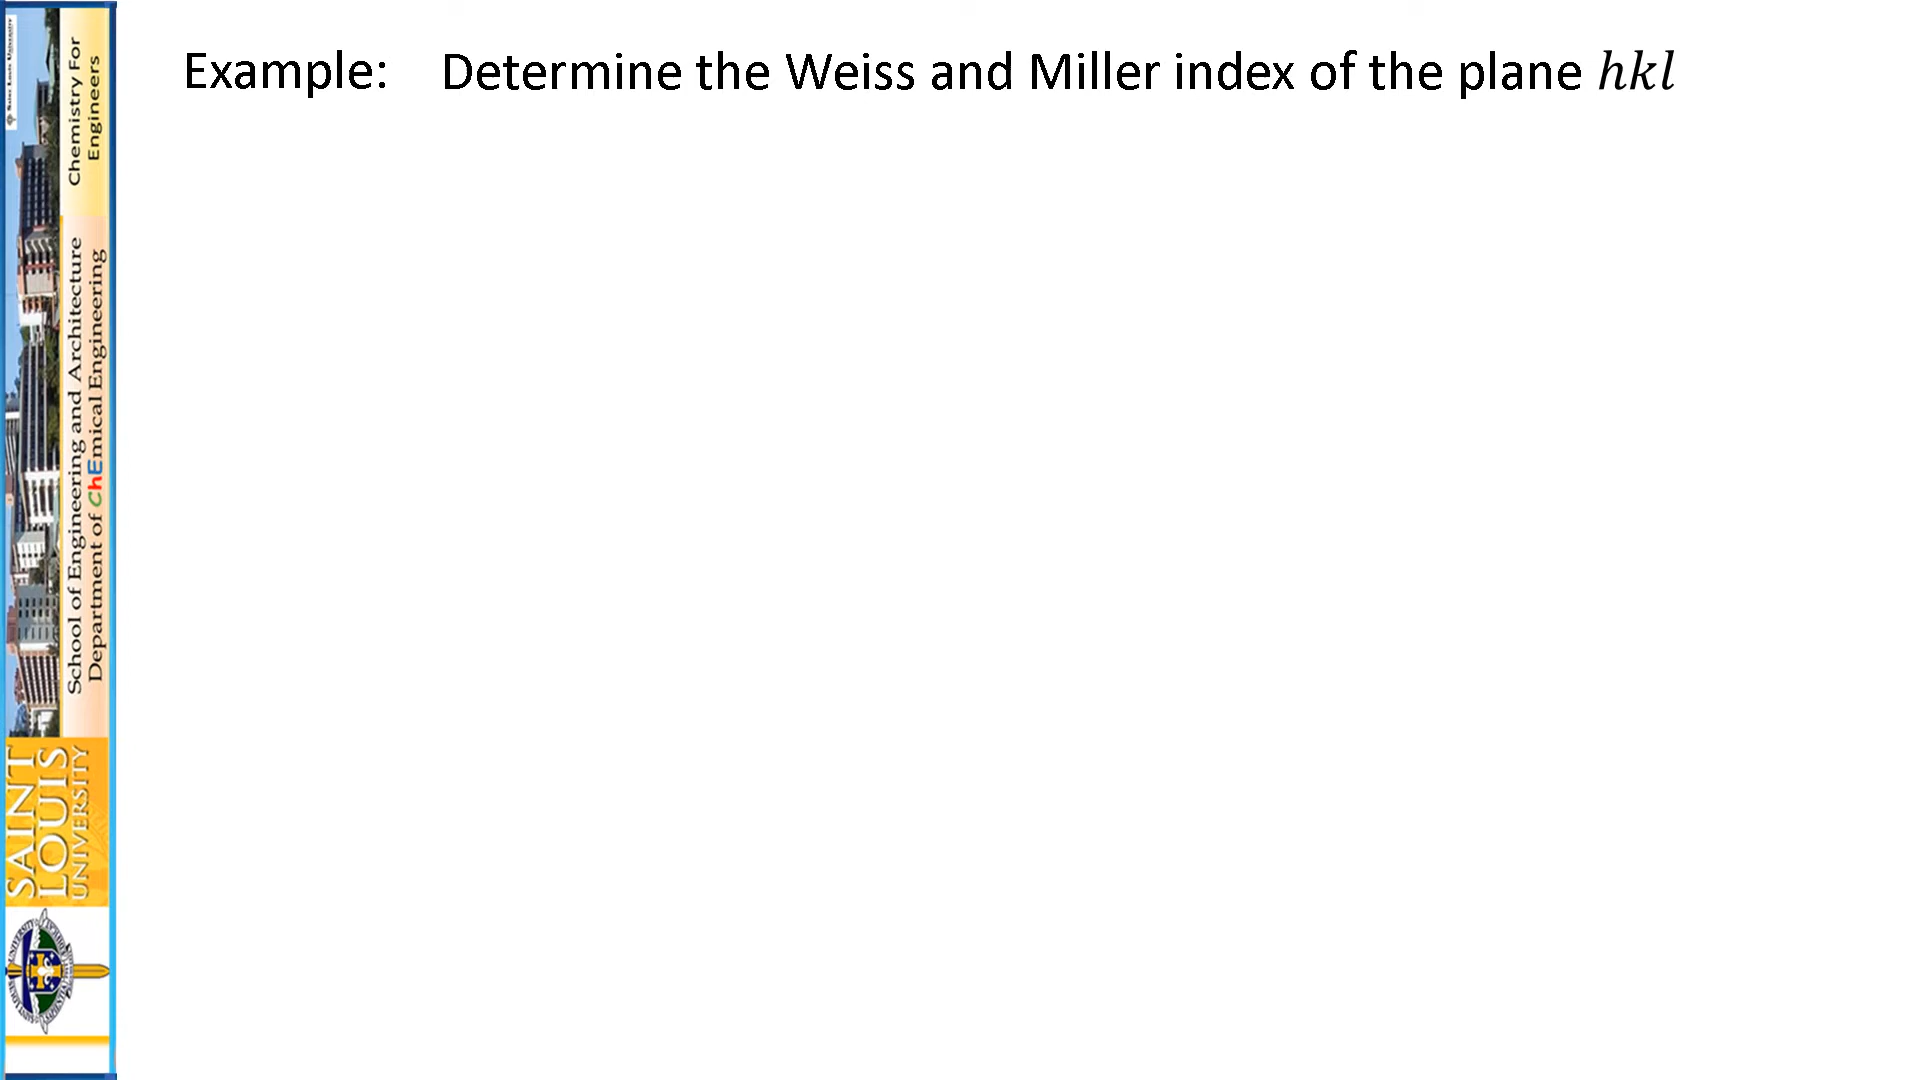 Example: Determine the Weiss and Miller index of the plane ℎ𝑘𝑙
Chemistry For
Engineers
School of Engineering and Architecture
Department of ChEmical Engineering
SAINT
LOUIS
UNIVERSITY